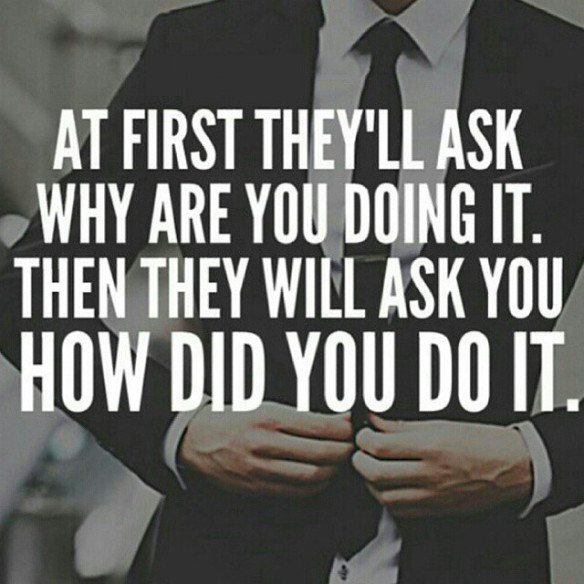 AT FIRST THEY'LL ASK
WHY ARE YOU DOING IT.
THEN THEY WILL ASK YOU
HOW DID YOU DO IT.